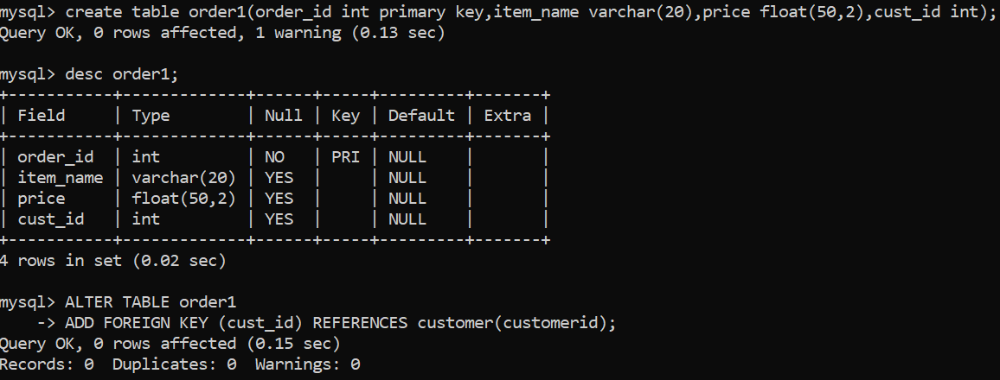 mysql> create table order1(order_id int primary key,item_name varchar(20),price float(50,2),cust_id int);
Query OK, 0 rows affected, 1 warning (0.13 sec)

mysql> desc order1;
+-----------+-------------+------+-----+---------+-------+
| Field     | Type        | Null | Key | Default | Extra |
+-----------+-------------+------+-----+---------+-------+
| order_id  | int         | NO   | PRI | NULL    |       |
| item_name | varchar(20) | YES  |     | NULL    |       |
| price     | float(50,2) | YES  |     | NULL    |       |
| cust_id   | int         | YES  |     | NULL    |       |
+-----------+-------------+------+-----+---------+-------+
4 rows in set (0.02 sec)

mysql> ALTER TABLE order1
    -> ADD FOREIGN KEY (cust_id) REFERENCES customer(customerid);
Query OK, 0 rows affected (0.15 sec)
Records: 0  Duplicates: 0  Warnings: 0